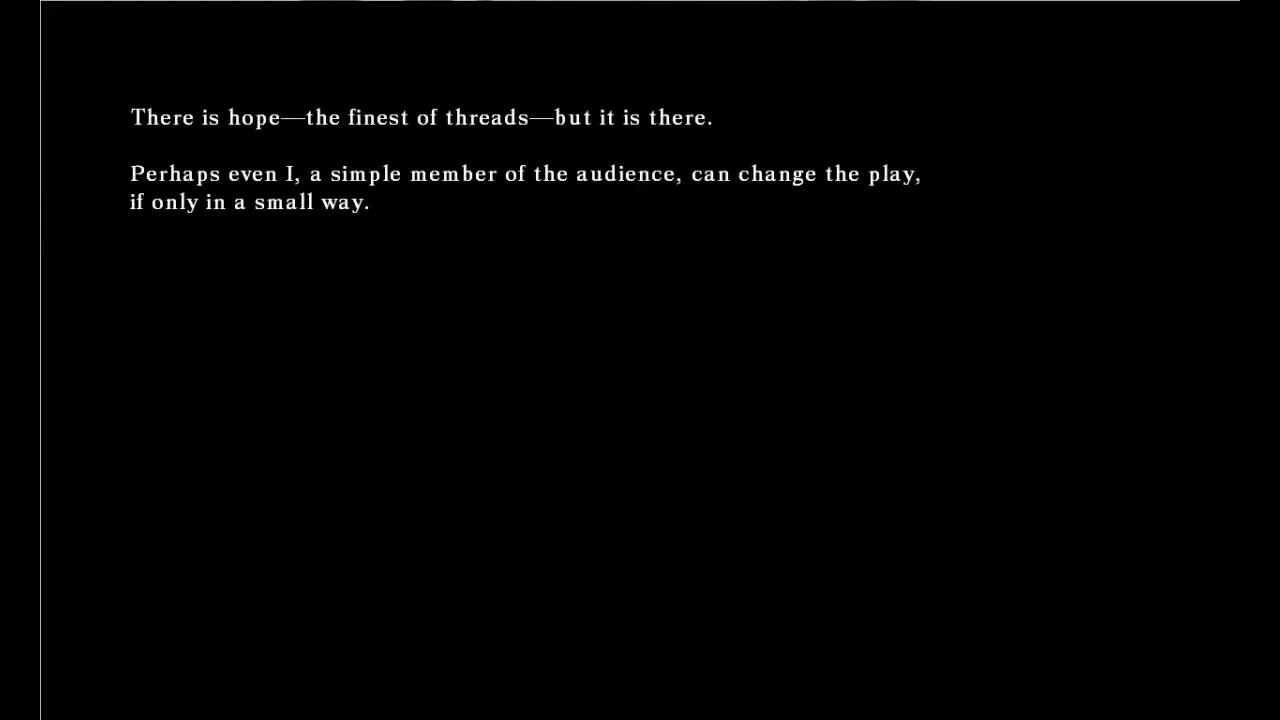 There is hope—the finest of threads—but it is there.
Perhaps even I, a simple member of the audience, can change the play,
if only in a small way.